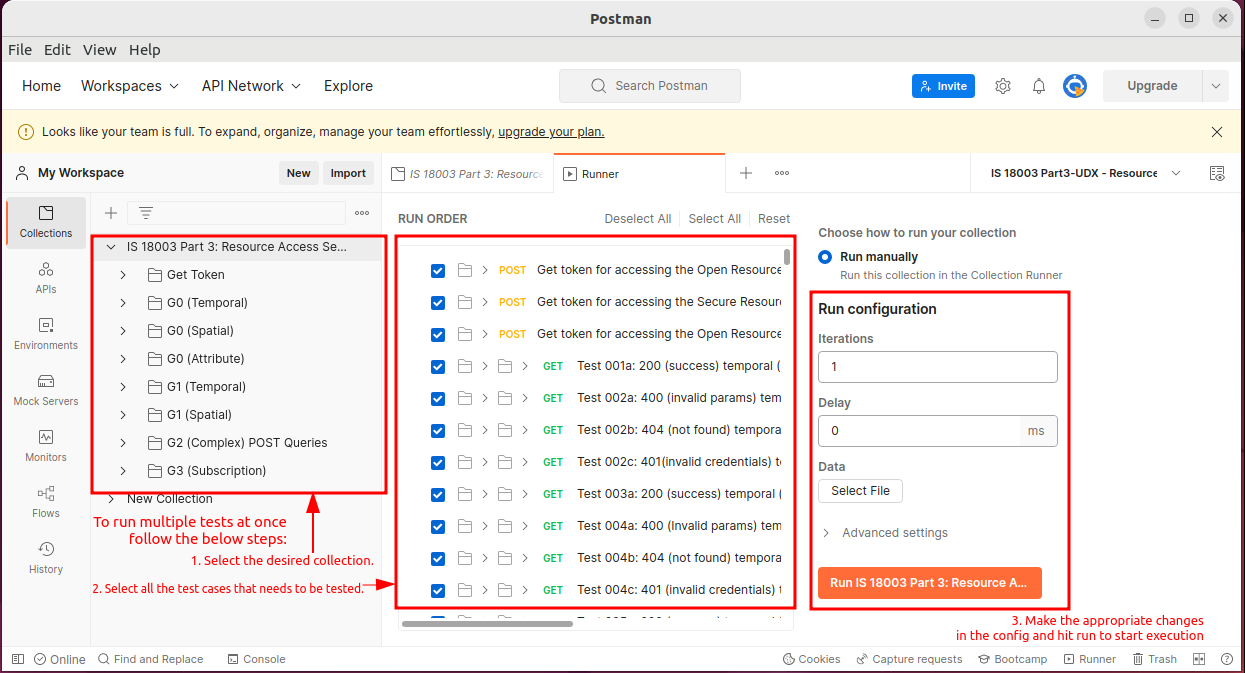 Postman
File Edit View Help
Home Workspaces API Network Explore Search Postman Invite Upgrade
Looks like your team is full. To expand, organize, manage your team effortlessly, upgrade your plan.
My Workspace New Import
IS 18003 Part 3: Resource
Runner
IS 18003 Part3-UDX - Resource
Collections
APIs
Environments
Mock Servers
Monitors
Flows
History
IS 18003 Part 3: Resource Access Se...
Get Token
G0 (Temporal)
G0 (Spatial)
G0 (Attribute)
G1 (Temporal)
G1 (Spatial)
G2 (Complex) POST Queries
G3 (Subscription)
New Collection
To run multiple tests at once
follow the below steps:
1. Select the desired collection.
2. Select all the test cases that needs to be tested.
RUN ORDER Deselect All Select All Reset
POST Get token for accessing the Open Resource
POST Get token for accessing the Secure Resour
POST Get token for accessing the Open Resource
GET Test 001a: 200 (success) temporal (
GET Test 002a: 400 (invalid params) tem
GET Test 002b: 404 (not found) tempora
GET Test 002c: 401(invalid credentials) t
GET Test 003a: 200 (success) temporal (
GET Test 004a: 400 (Invalid params) tem
GET Test 004b: 404 (not found) tempora
GET Test 004c: 401 (invalid credentials)
Choose how to run your collection
Run manually
Run this collection in the Collection Runner
Run configuration
Iterations
1
Delay
0 ms
Data
Select File
Advanced settings
Run IS 18003 Part 3: Resource A...
3. Make the appropriate changes
in the config and hit run to start execution
Online Find and Replace Console Cookies Capture requests Bootcamp Runner Trash